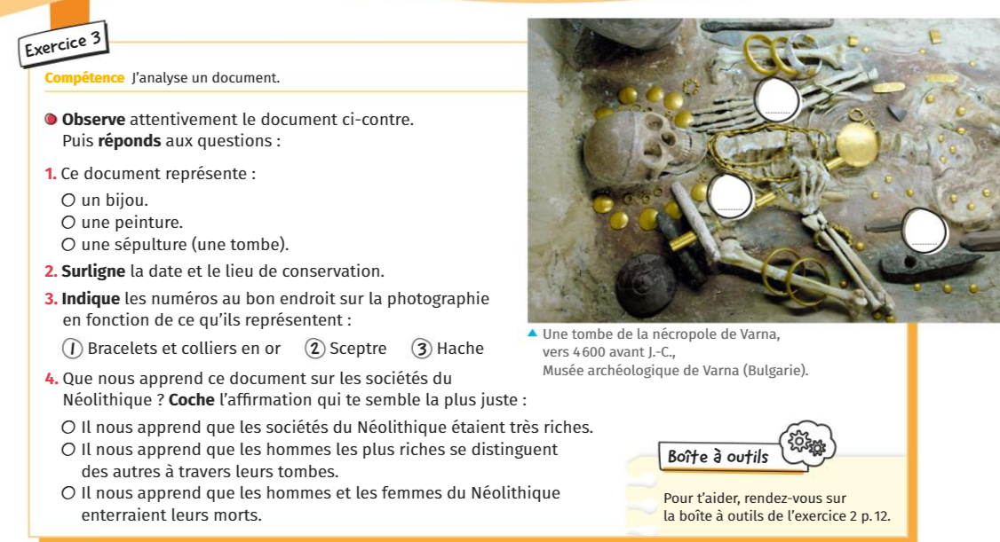 Exercice 3
Compétence J'analyse un document.
Observe attentivement le document ci-contre.
Puis réponds aux questions :
1. Ce document représente :
O un bijou.
O une peinture.
O une sépulture (une tombe).
2. Surligne la date et le lieu de conservation.
3. Indique les numéros au bon endroit sur la photographie
en fonction de ce qu'ils représentent :
1 Bracelets et colliers en or 2 Sceptre 3 Hache
4. Que nous apprend ce document sur les sociétés du
Néolithique ? Coche l'affirmation qui te semble la plus juste :
O Il nous apprend que les sociétés du Néolithique étaient très riches.
O Il nous apprend que les hommes les plus riches se distinguent
des autres à travers leurs tombes.
O Il nous apprend que les hommes et les femmes du Néolithique
enterraient leurs morts.
Une tombe de la nécropole de Varna,
vers 4600 avant J.-C.,
Musée archéologique de Varna (Bulgarie).
Boîte à outils
Pour t'aider, rendez-vous sur
la boîte à outils de l'exercice 2 p. 12.